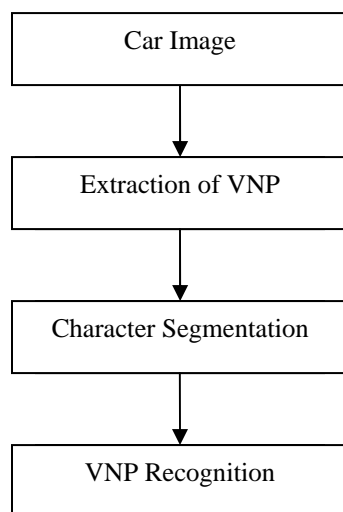 Car Image
Extraction of VNP
Character Segmentation
VNP Recognition